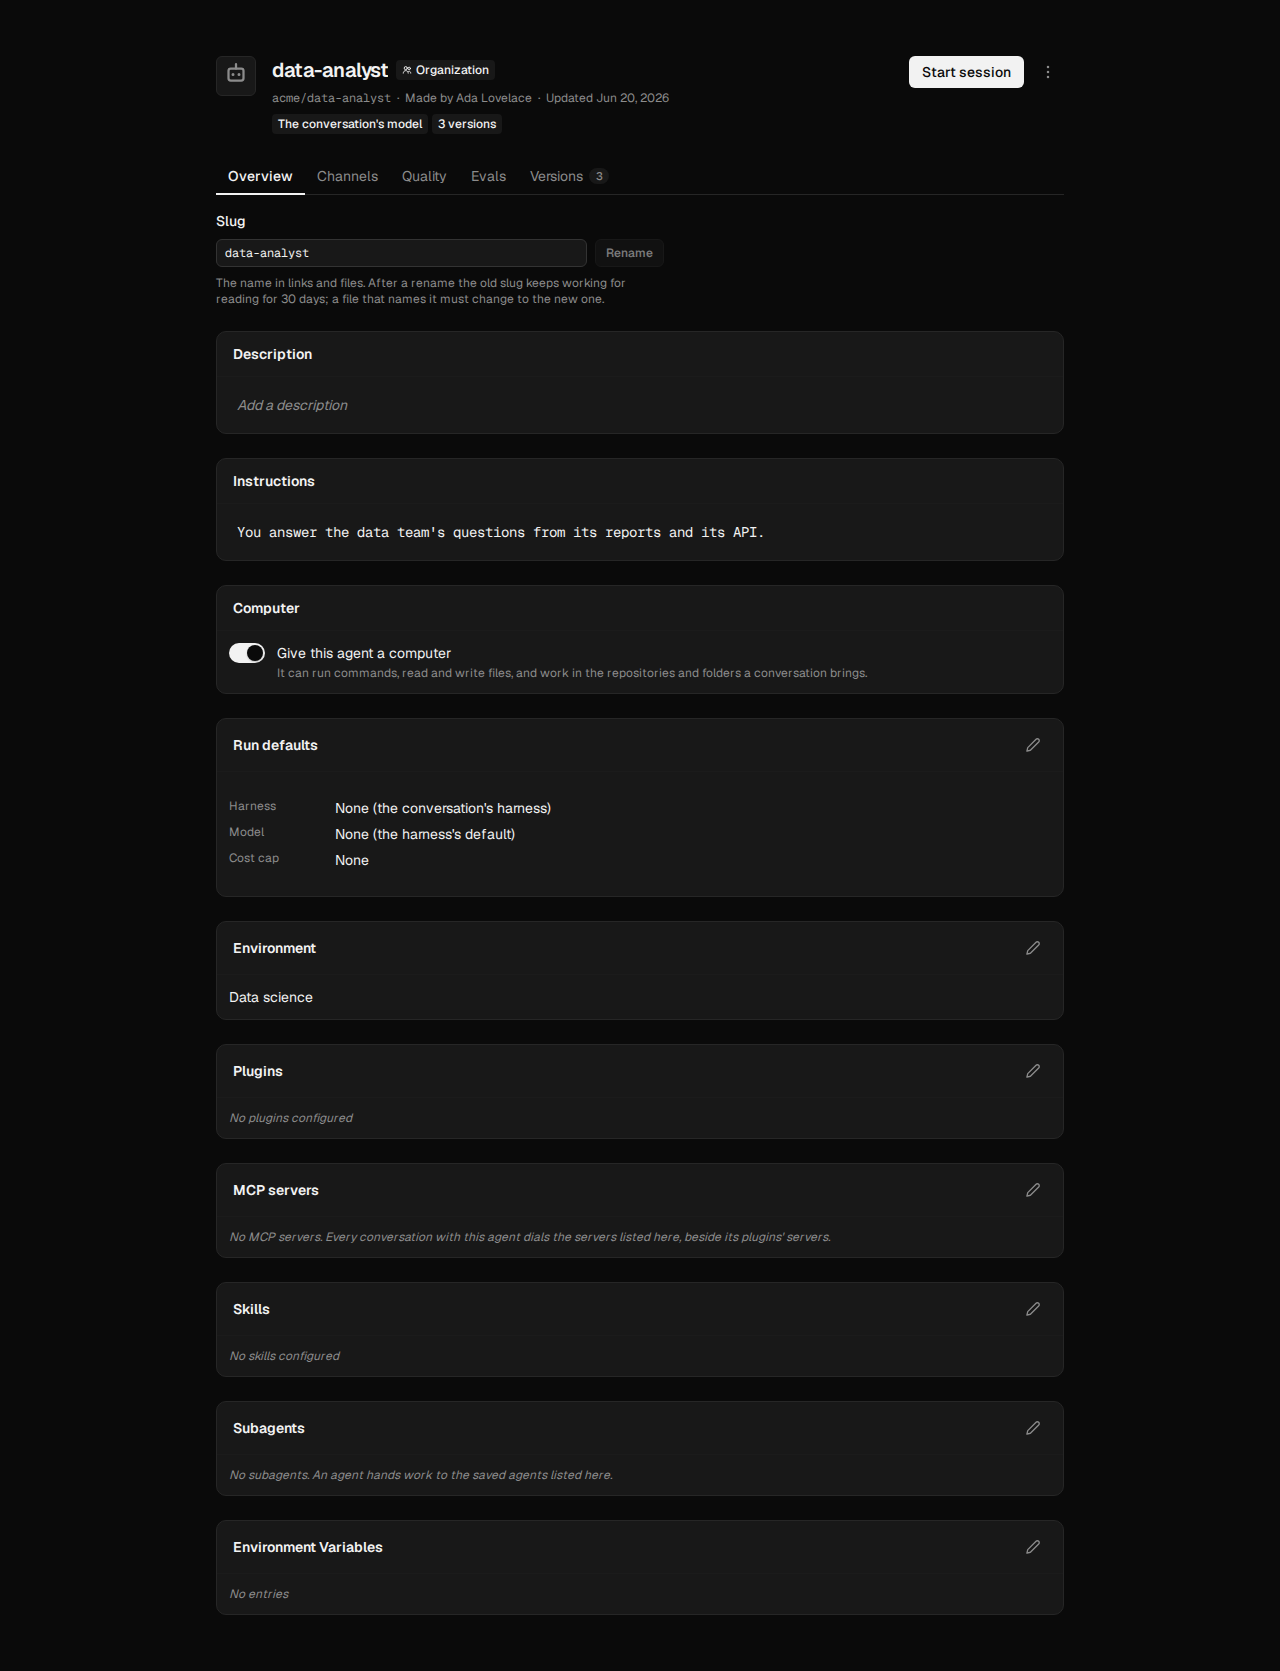 data-analyst Organization Start session
acme/data-analyst · Made by Ada Lovelace · Updated Jun 20, 2026
The conversation's model 3 versions
Overview Channels Quality Evals Versions 3
Slug
data-analyst Rename
The name in links and files. After a rename the old slug keeps working for
reading for 30 days; a file that names it must change to the new one.
Description
Add a description
Instructions
You answer the data team's questions from its reports and its API.
Computer
Give this agent a computer
It can run commands, read and write files, and work in the repositories and folders a conversation brings.
Run defaults
Harness None (the conversation's harness)
Model None (the harness's default)
Cost cap None
Environment
Data science
Plugins
No plugins configured
MCP servers
No MCP servers. Every conversation with this agent dials the servers listed here, beside its plugins' servers.
Skills
No skills configured
Subagents
No subagents. An agent hands work to the saved agents listed here.
Environment Variables
No entries